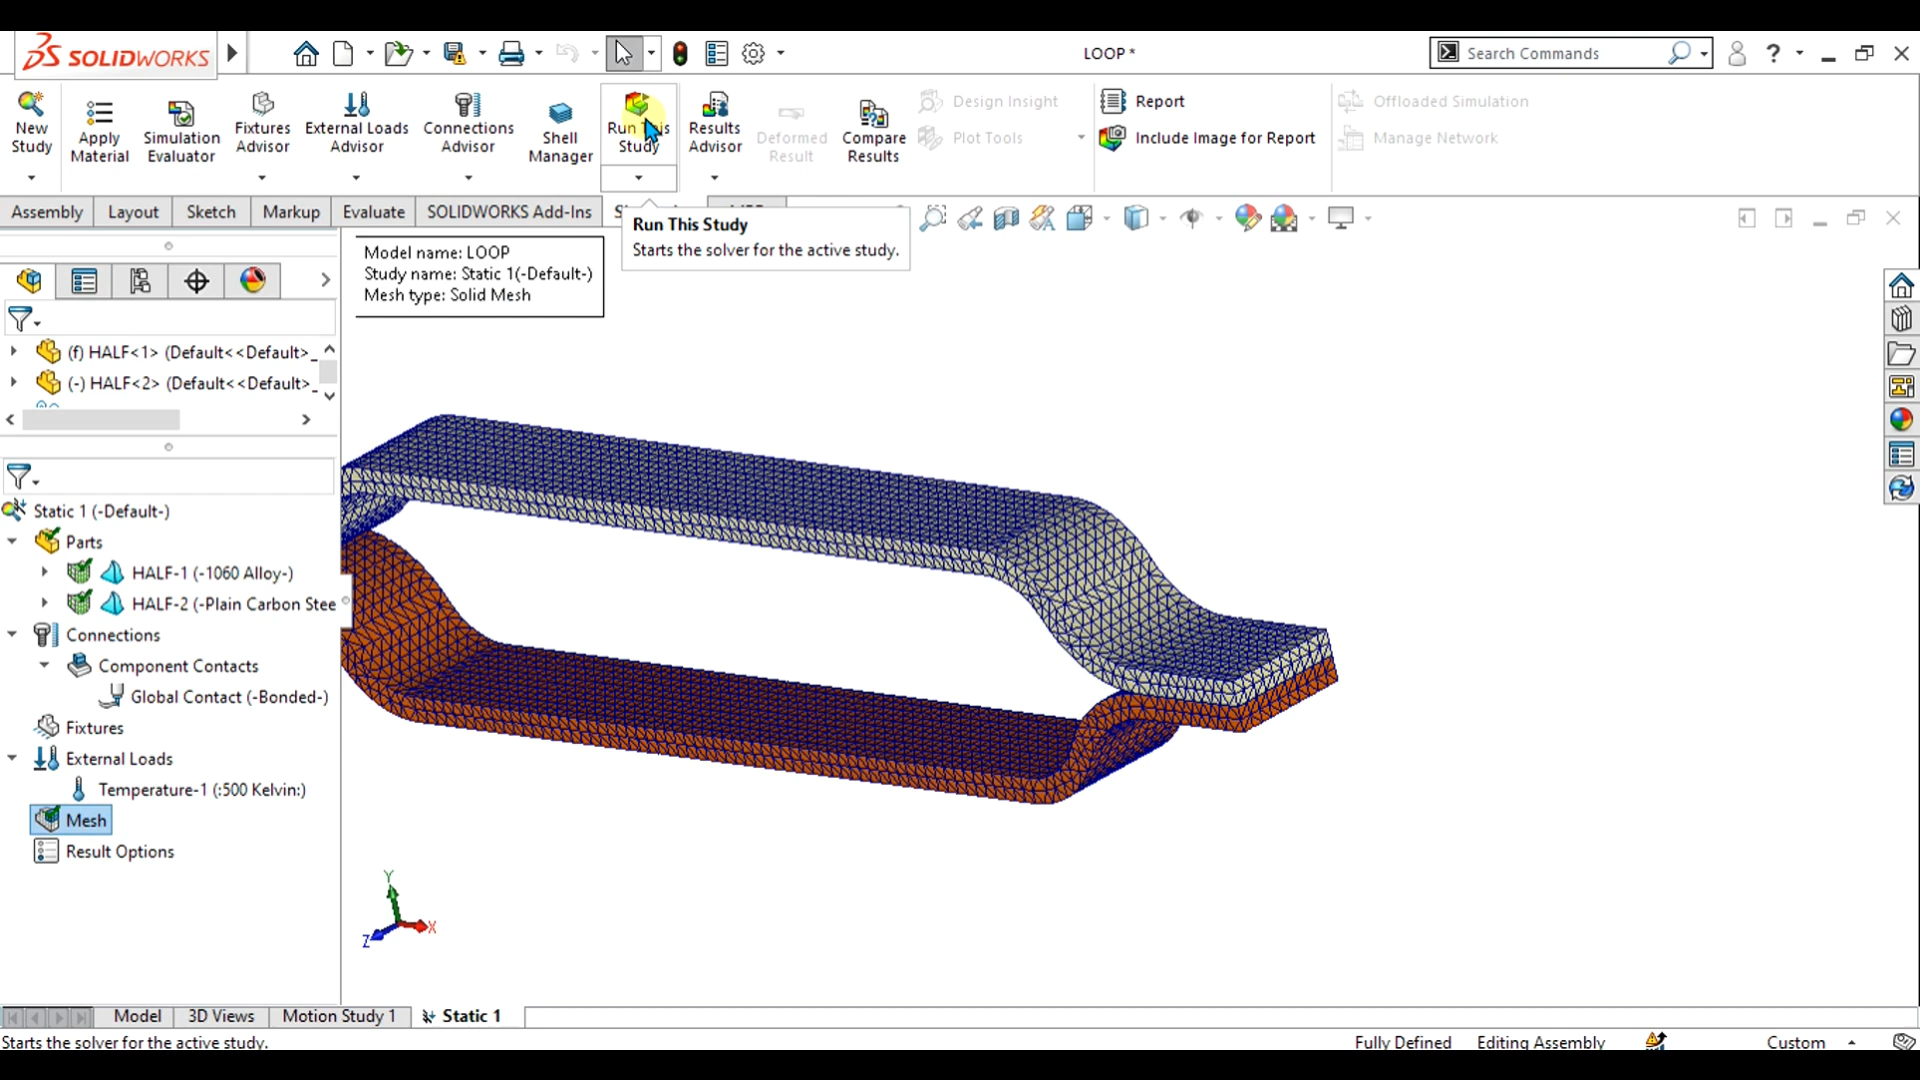 SOLIDWORKS
LOOP *
Search Commands
?
New Study
Apply Material
Simulation Evaluator
Fixtures Advisor
External Loads Advisor
Connections Advisor
Shell Manager
Run This Study
Results Advisor
Deformed Result
Compare Results
Design Insight
Plot Tools
Report
Include Image for Report
Offloaded Simulation
Manage Network
Assembly
Layout
Sketch
Markup
Evaluate
SOLIDWORKS Add-Ins
Run This Study
Starts the solver for the active study.
Model name: LOOP
Study name: Static 1(-Default-)
Mesh type: Solid Mesh
(f) HALF<1> (Default<<Default>_
(-) HALF<2> (Default<<Default>_
Static 1 (-Default-)
Parts
HALF-1 (-1060 Alloy-)
HALF-2 (-Plain Carbon Stee
Connections
Component Contacts
Global Contact (-Bonded-)
Fixtures
External Loads
Temperature-1 (:500 Kelvin:)
Mesh
Result Options
Y
X
Z
Model
3D Views
Motion Study 1
Static 1
Starts the solver for the active study.
Fully Defined
Editing Assembly
Custom